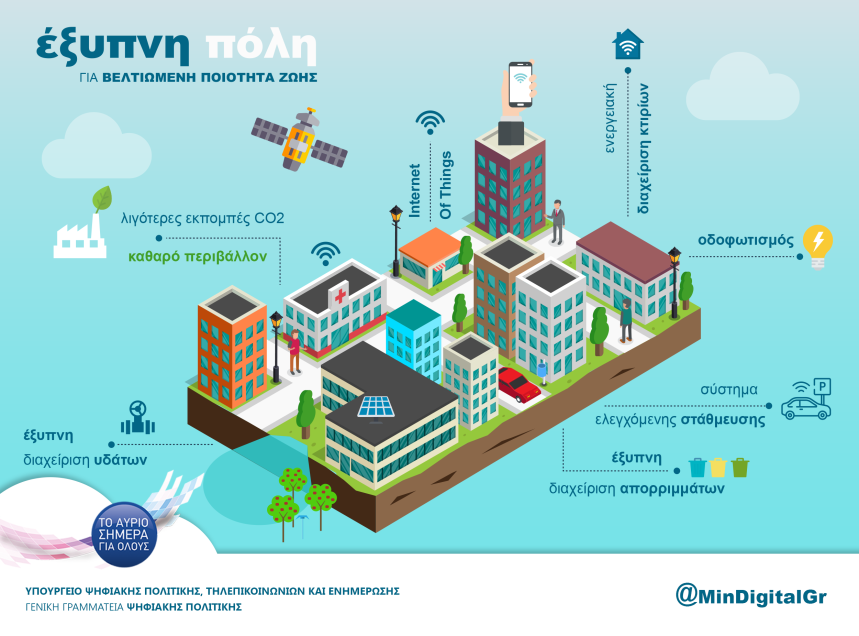 έξυπνη πόλη
ΓΙΑ ΒΕΛΤΙΩΜΕΝΗ ΠΟΙΟΤΗΤΑ ΖΩΗΣ
λιγότερες εκπομπές CO2
καθαρό περιβάλλον
Internet
Of Things
ενεργειακή
διαχείριση κτιρίων
οδοφωτισμός
σύστημα
ελεγχόμενης στάθμευσης
P
έξυπνη
διαχείριση απορριμμάτων
έξυπνη
διαχείριση υδάτων
ΤΟ ΑΥΡΙΟ
ΣΗΜΕΡΑ
ΓΙΑ ΟΛΟΥΣ
ΥΠΟΥΡΓΕΙΟ ΨΗΦΙΑΚΗΣ ΠΟΛΙΤΙΚΗΣ, ΤΗΛΕΠΙΚΟΙΝΩΝΙΩΝ ΚΑΙ ΕΝΗΜΕΡΩΣΗΣ
ΓΕΝΙΚΗ ΓΡΑΜΜΑΤΕΙΑ ΨΗΦΙΑΚΗΣ ΠΟΛΙΤΙΚΗΣ
@MinDigitalGr